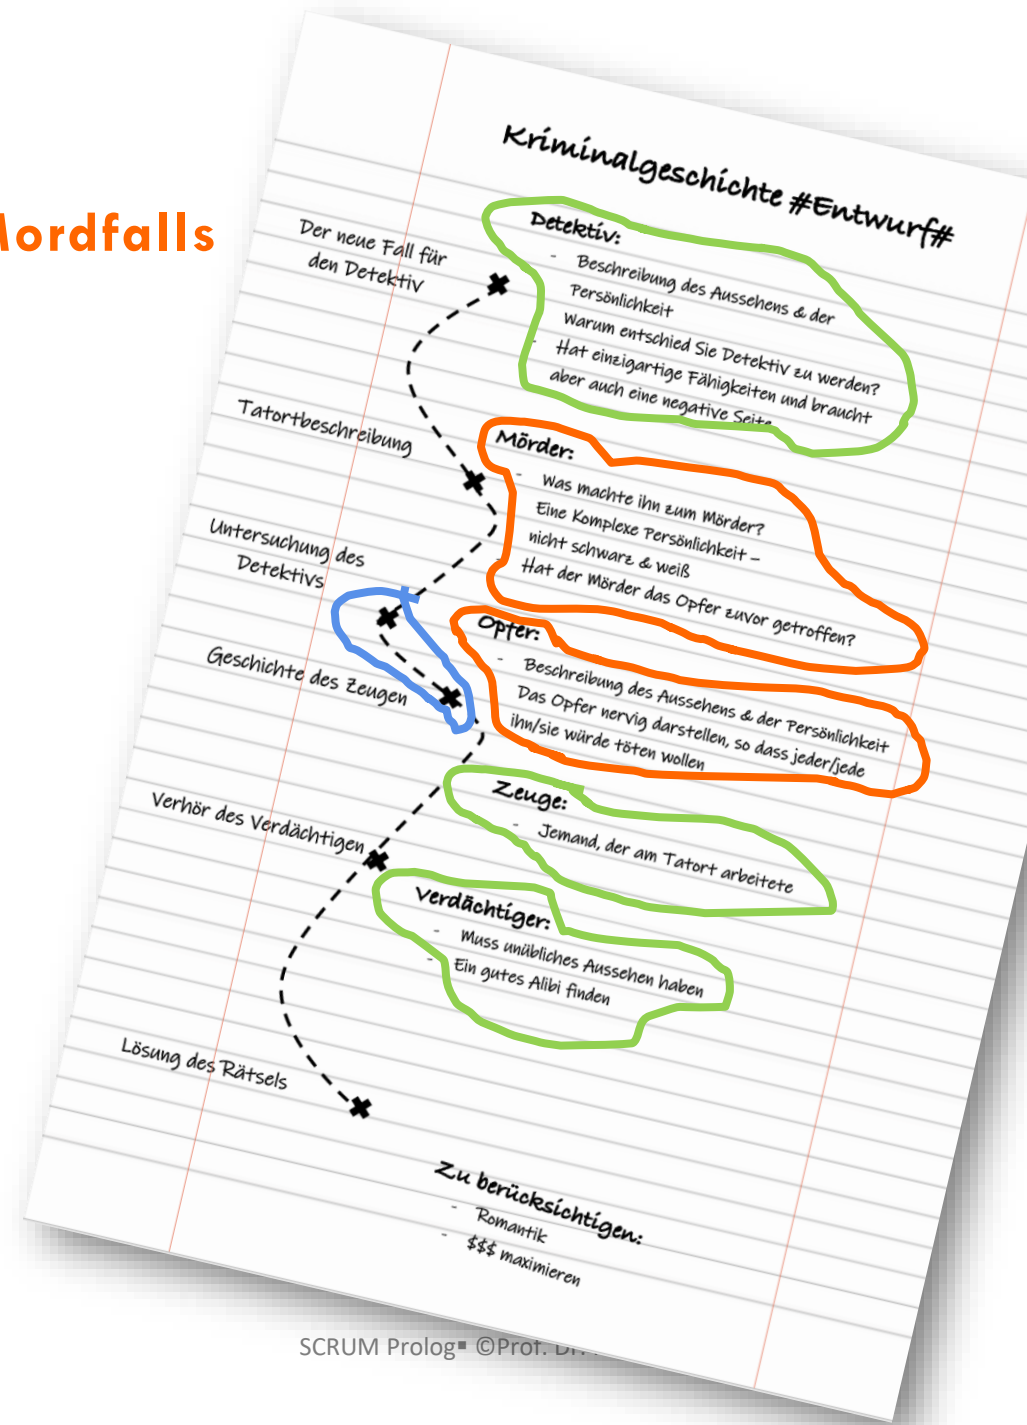 Mordfalls
Kriminalgeschichte #Entwurf#
Der neue Fall für
den Detektiv
Tatortbeschreibung
Untersuchung des
Detektivs
Geschichte des Zeugen
Verhör des Verdächtigen
Lösung des Rätsels
Detektiv:
- Beschreibung des Aussehens & der
Persönlichkeit
Warum entschied Sie Detektiv zu werden?
- Hat einzigartige Fähigkeiten und braucht
aber auch eine negative Seite
Mörder:
- Was machte ihn zum Mörder?
Eine Komplexe Persönlichkeit –
nicht schwarz & weiß
- Hat der Mörder das Opfer zuvor getroffen?
Opfer:
- Beschreibung des Aussehens & der Persönlichkeit
Das Opfer nervig darstellen, so dass jeder/jede
ihn/sie würde töten wollen
Zeuge:
- Jemand, der am Tatort arbeitete
Verdächtiger:
- Muss unübliches Aussehen haben
- Ein gutes Alibi finden
Zu berücksichtigen:
- Romantik
- $$$ maximieren
SCRUM Prolog▪ ©Prof. Dr.